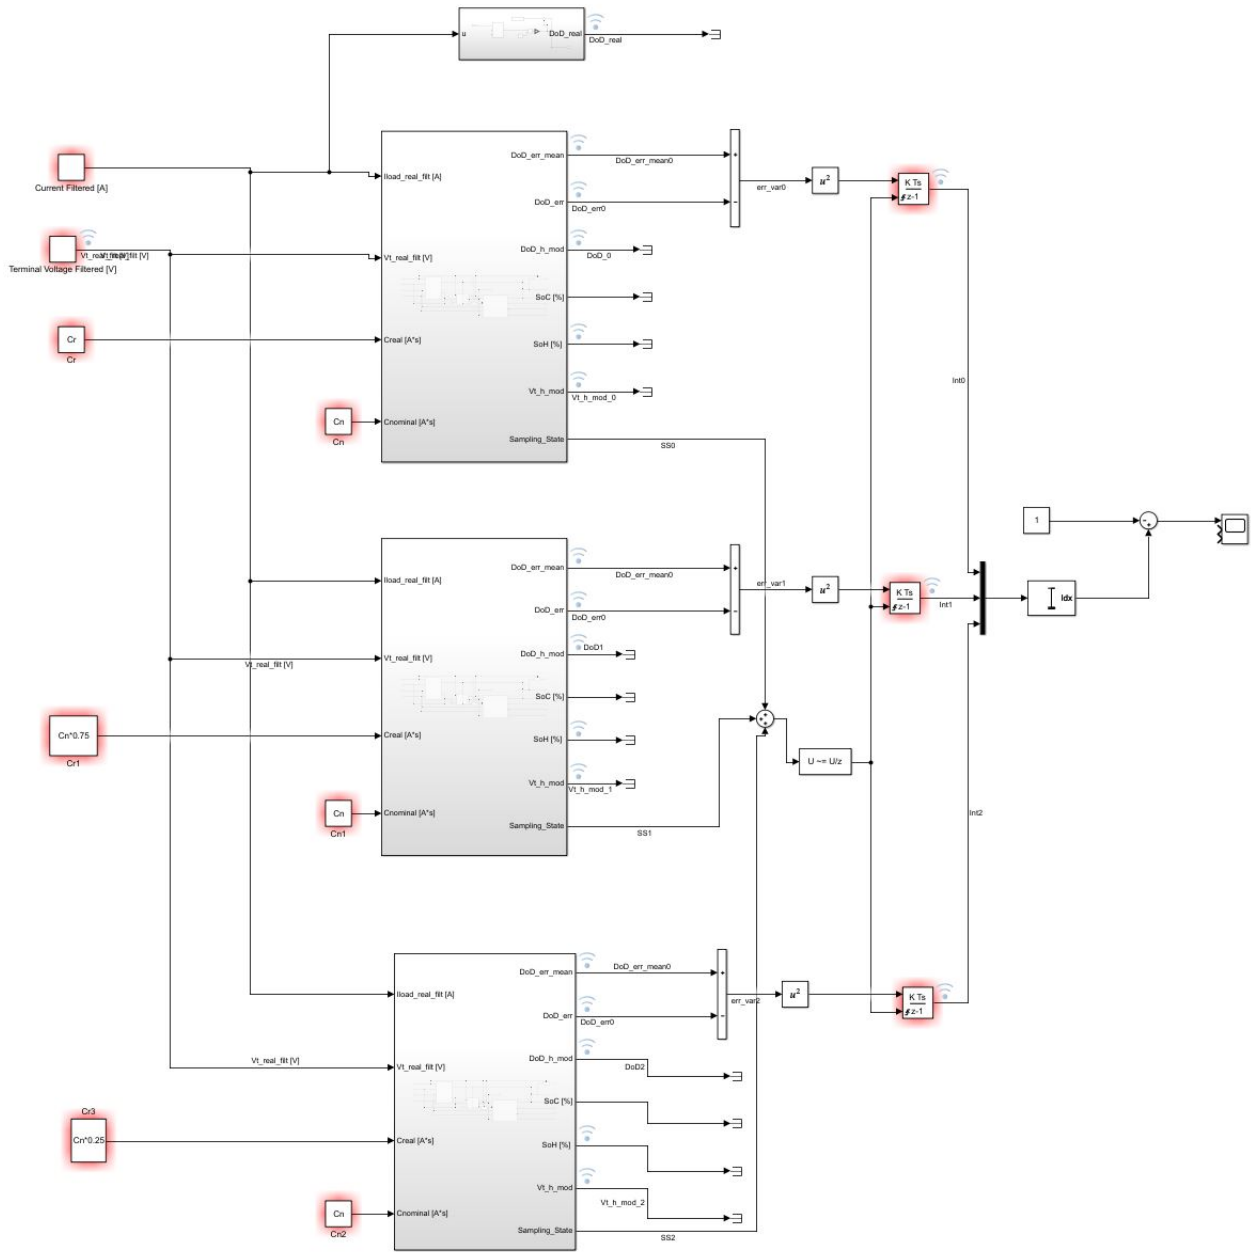 u
DoD_real
DoD_real
Current Filtered [A]
Iload_real_filt [A]
DoD_err_mean
DoD_err_mean0
DoD_err
DoD_err0
err_var0
u²
K Ts
z-1
Terminal Voltage Filtered [V]
Vt_real_filt [V]
Vt_real_filt [V]
DoD_h_mod
DoD_0
SoC [%]
Cr
Cr
Creal [A*s]
SoH [%]
Vt_h_mod
Vt_h_mod_0
Cn
Cn
Cnominal [A*s]
Sampling_State
SS0
Int0
1
Iload_real_filt [A]
DoD_err_mean
DoD_err_mean0
DoD_err
DoD_err0
err_var1
u²
K Ts
z-1
Int1
Idx
Vt_real_filt [V]
Vt_real_filt [V]
DoD_h_mod
DoD1
SoC [%]
Cn*0.75
Cr1
Creal [A*s]
SoH [%]
Vt_h_mod
Vt_h_mod_1
U ~= U/z
Cn
Cn1
Cnominal [A*s]
Sampling_State
SS1
Int2
Iload_real_filt [A]
DoD_err_mean
DoD_err_mean0
DoD_err
DoD_err0
err_var2
u²
K Ts
z-1
Vt_real_filt [V]
Vt_real_filt [V]
DoD_h_mod
DoD2
SoC [%]
Cr3
Cn*0.25
Creal [A*s]
SoH [%]
Vt_h_mod
Vt_h_mod_2
Cn
Cn2
Cnominal [A*s]
Sampling_State
SS2